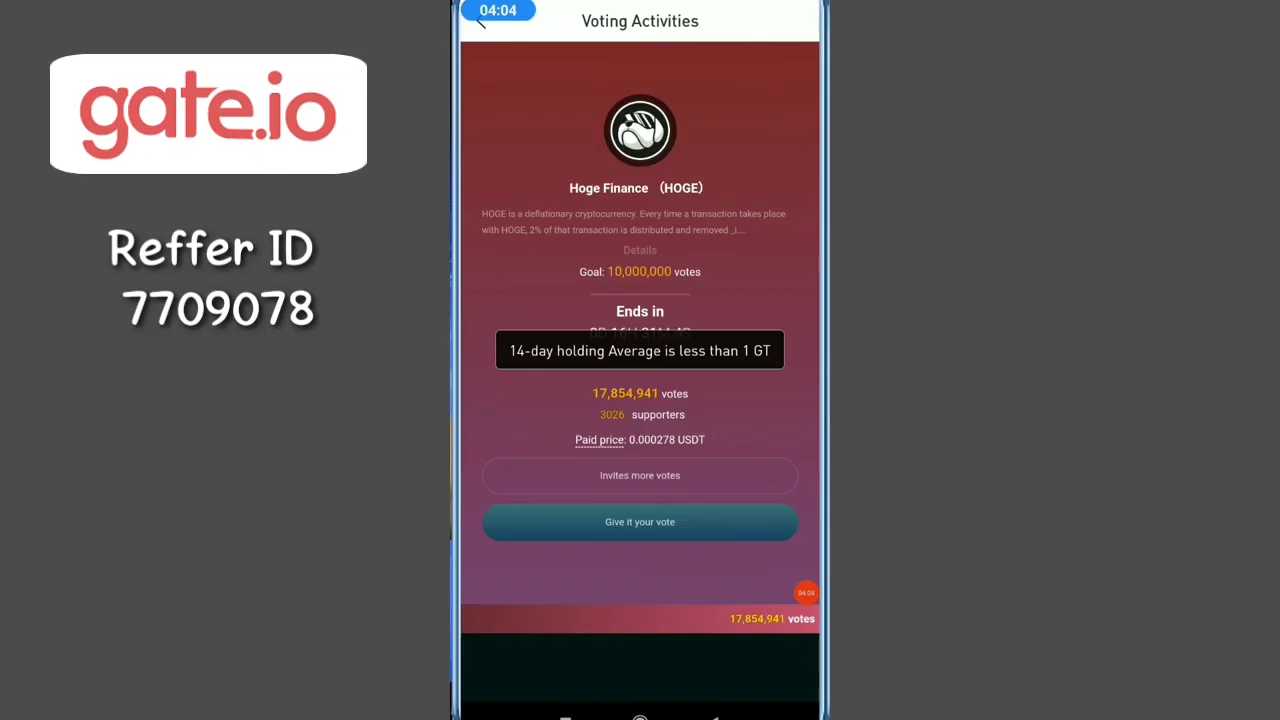 04:04
Voting Activities
gate.io
Reffer ID
7709078
Hoge Finance （HOGE）
HOGE is a deflationary cryptocurrency. Every time a transaction takes place
with HOGE, 2% of that transaction is distributed and removed _i....
Details
Goal: 10,000,000 votes
Ends in
14-day holding Average is less than 1 GT
17,854,941 votes
3026 supporters
Paid price: 0.000278 USDT
Invites more votes
Give it your vote
04:04
17,854,941 votes